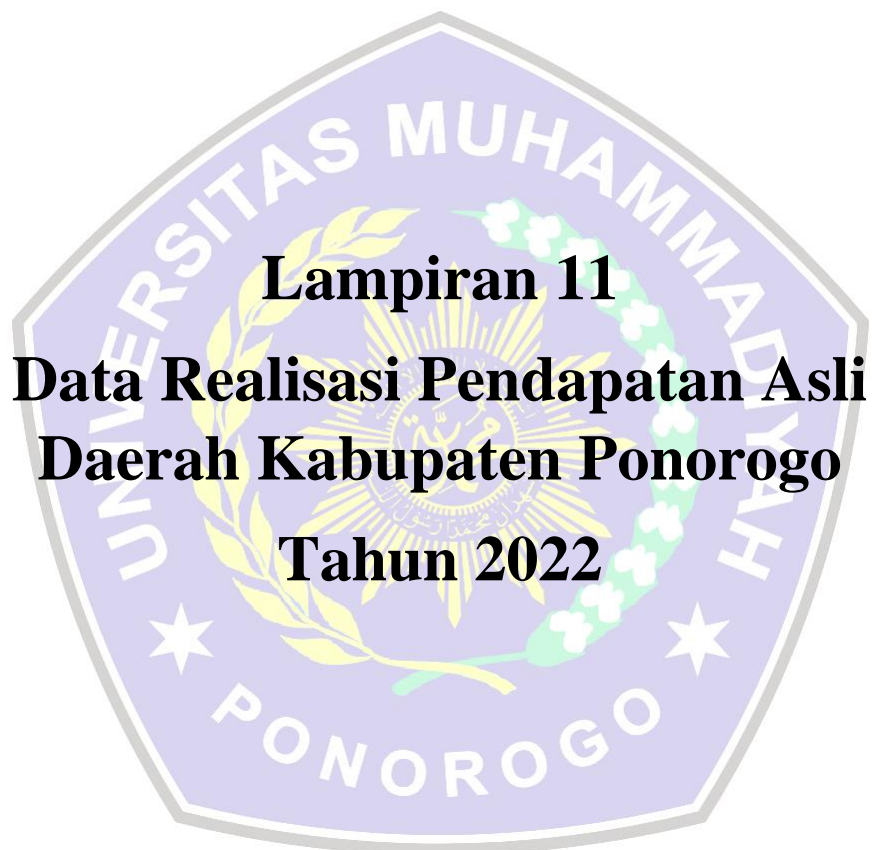 UNIVERSITAS MUHAMMADIYAH
Lampiran 11
Data Realisasi Pendapatan Asli
Daerah Kabupaten Ponorogo
Tahun 2022
PONOROGO